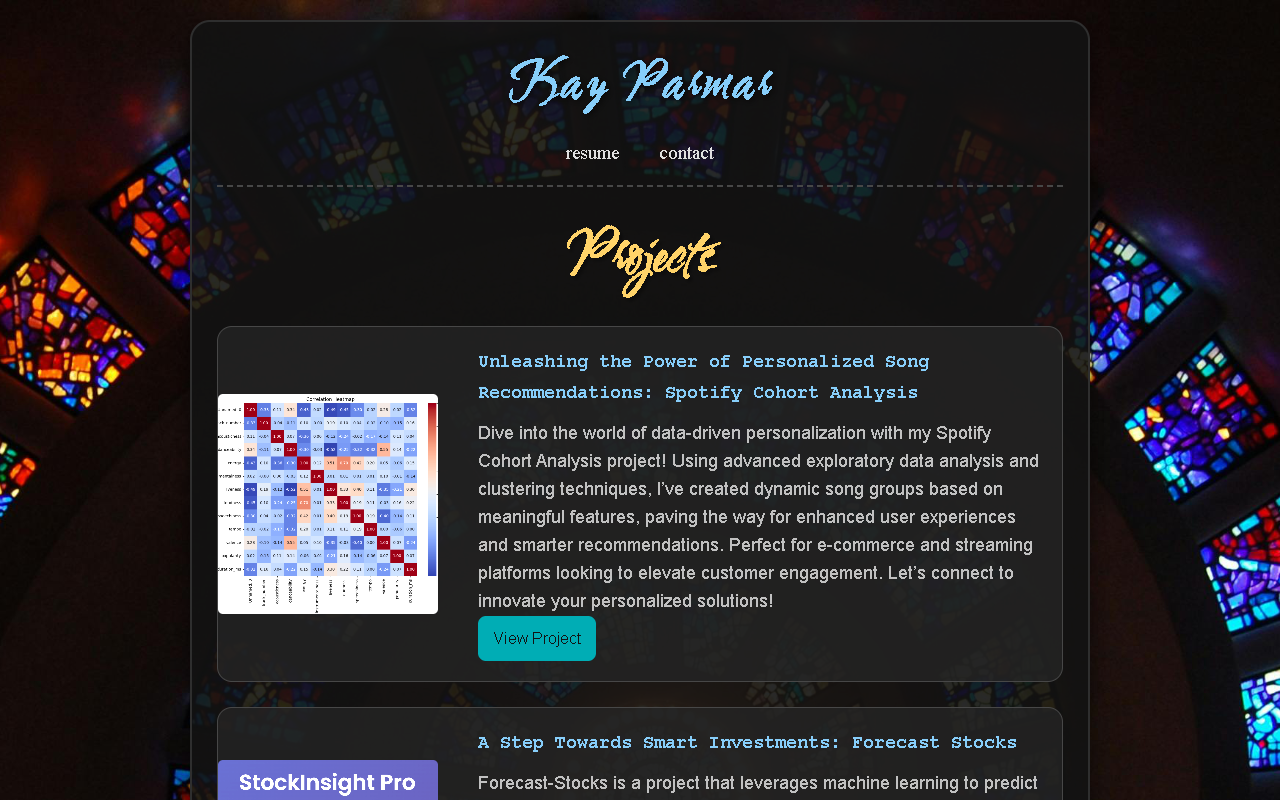 Kay Parmar
resume contact
Projects
Unleashing the Power of Personalized Song
Recommendations: Spotify Cohort Analysis
Correlation Heatmap
Dive into the world of data-driven personalization with my Spotify
Cohort Analysis project! Using advanced exploratory data analysis and
clustering techniques, I've created dynamic song groups based on
meaningful features, paving the way for enhanced user experiences
and smarter recommendations. Perfect for e-commerce and streaming
platforms looking to elevate customer engagement. Let's connect to
innovate your personalized solutions!
View Project
A Step Towards Smart Investments: Forecast Stocks
StockInsight Pro
Forecast-Stocks is a project that leverages machine learning to predict